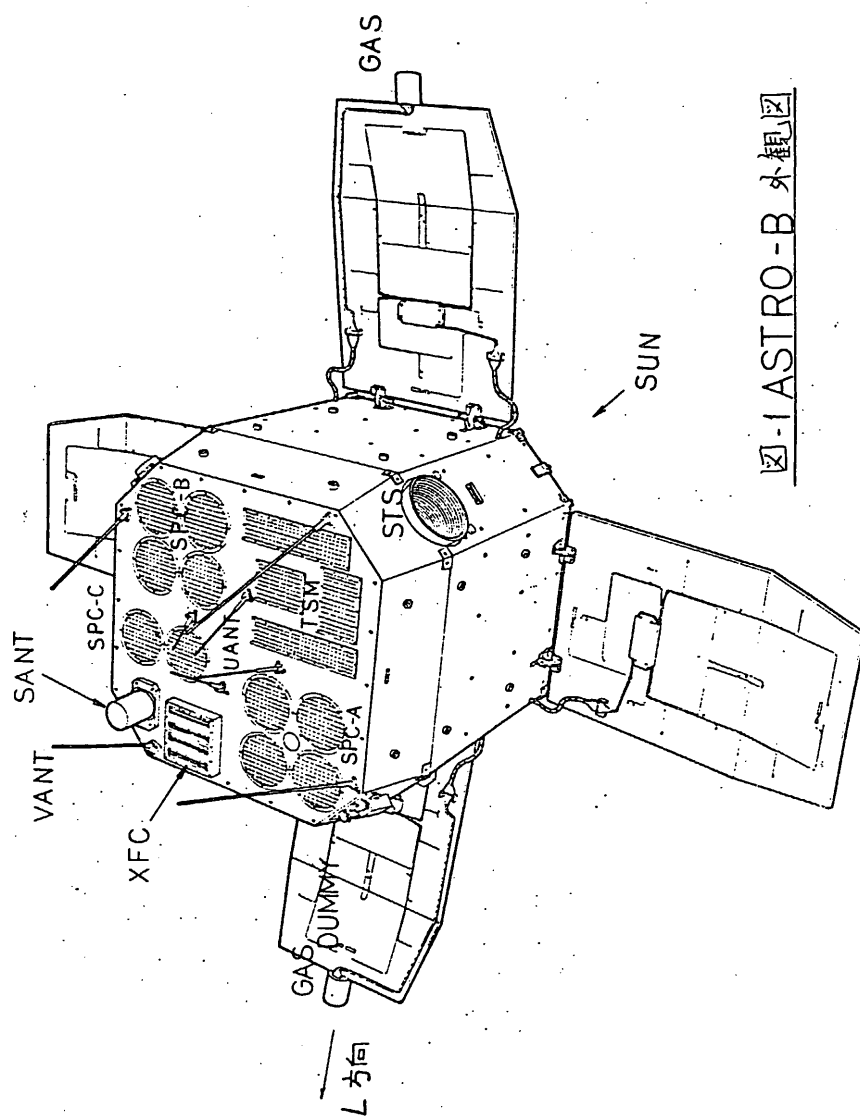 GAS
SUN
SPC-B
STS
SPC-C
UANT
TSM
SANT
VANT
XFC
SPC-A
GAS
DUMMY
L 方向
図-1 ASTRO-B 外観図